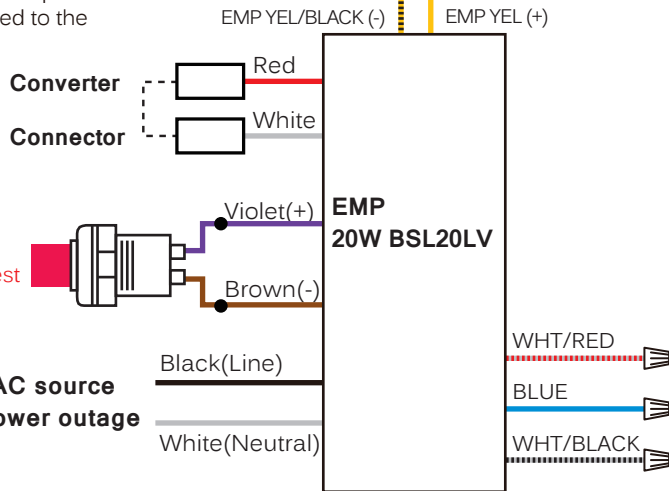 ed to the
EMP YEL/BLACK (-)
EMP YEL (+)
Converter
Red
Connector
White
Violet(+)
EMP
20W BSL20LV
est
Brown(-)
WHT/RED
Black(Line)
AC source
BLUE
ower outage
White(Neutral)
WHT/BLACK